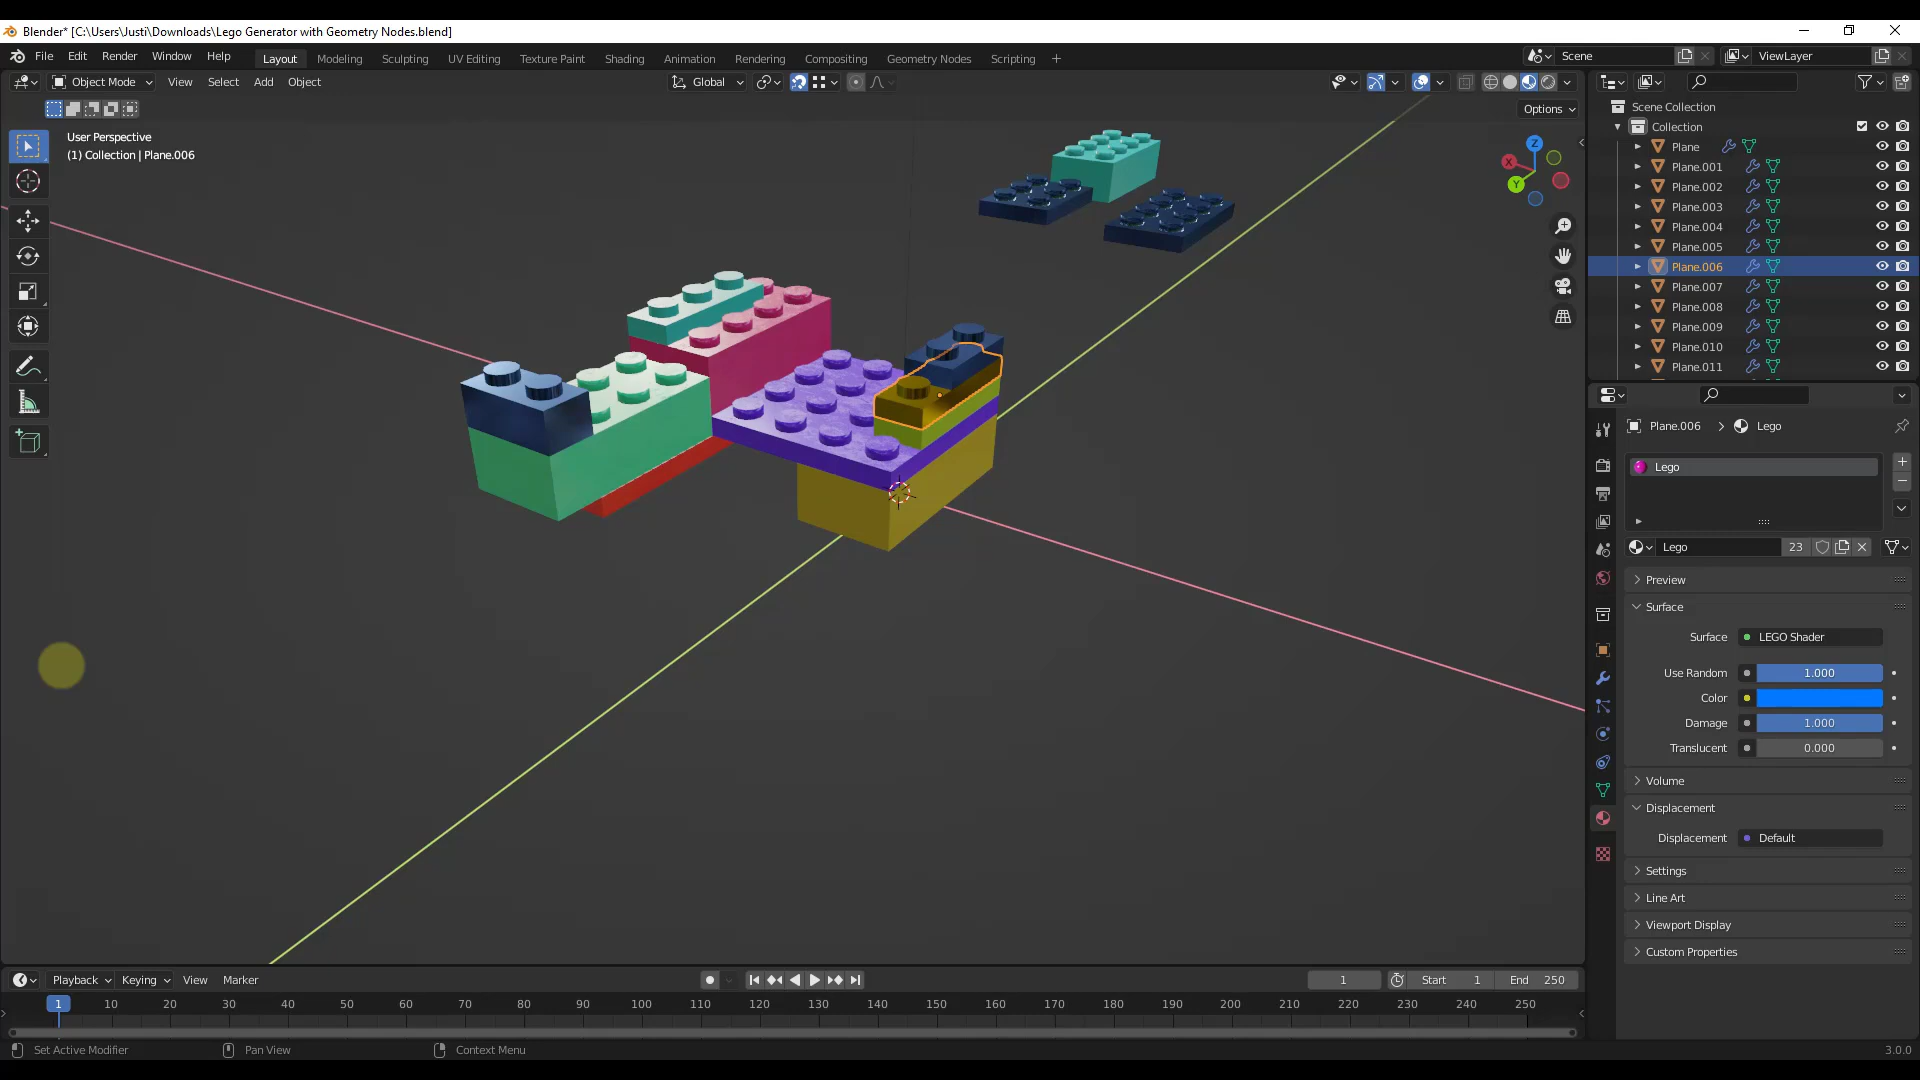 Blender* [C:\Users\Justi\Downloads\Lego Generator with Geometry Nodes.blend]
File Edit Render Window Help Layout Modeling Sculpting UV Editing Texture Paint Shading Animation Rendering Compositing Geometry Nodes + Scene ViewLayer
Object Mode View Select Add Object Global
Options
User Perspective
(1) Collection | Plane.006
Z
X
Y
Scene Collection
Collection
Plane
Plane.001
Plane.002
Plane.003
Plane.004
Plane.005
Plane.006
Plane.007
Plane.008
Plane.009
Plane.010
Plane.011
Plane.006 > Lego
Lego
Lego 23
Preview
Surface
Surface LEGO Shader
Use Random 1.000
Color
Damage 1.000
Translucent 0.000
Volume
Displacement
Displacement Default
Settings
Line Art
Viewport Display
Custom Properties
Playback Keying View Marker 1 Start 1 End 250
1 10 20 30 40 50 60 70 80 90 100 110 120 130 140 150 160 170 180 190 200 210 220 230 240 250
Set Active Modifier Pan View Context Menu 3.0.0